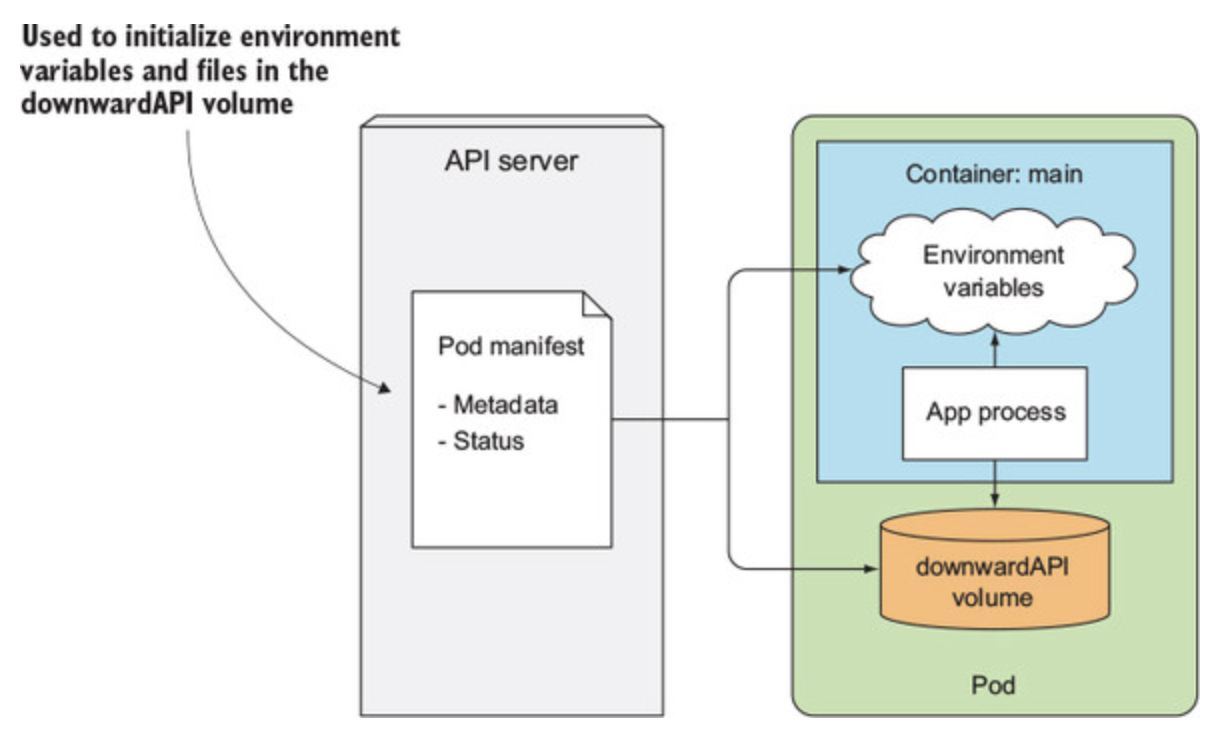 Used to initialize environment
variables and files in the
downwardAPI volume
API server
Pod manifest
- Metadata
- Status
Container: main
Environment
variables
App process
downwardAPI
volume
Pod